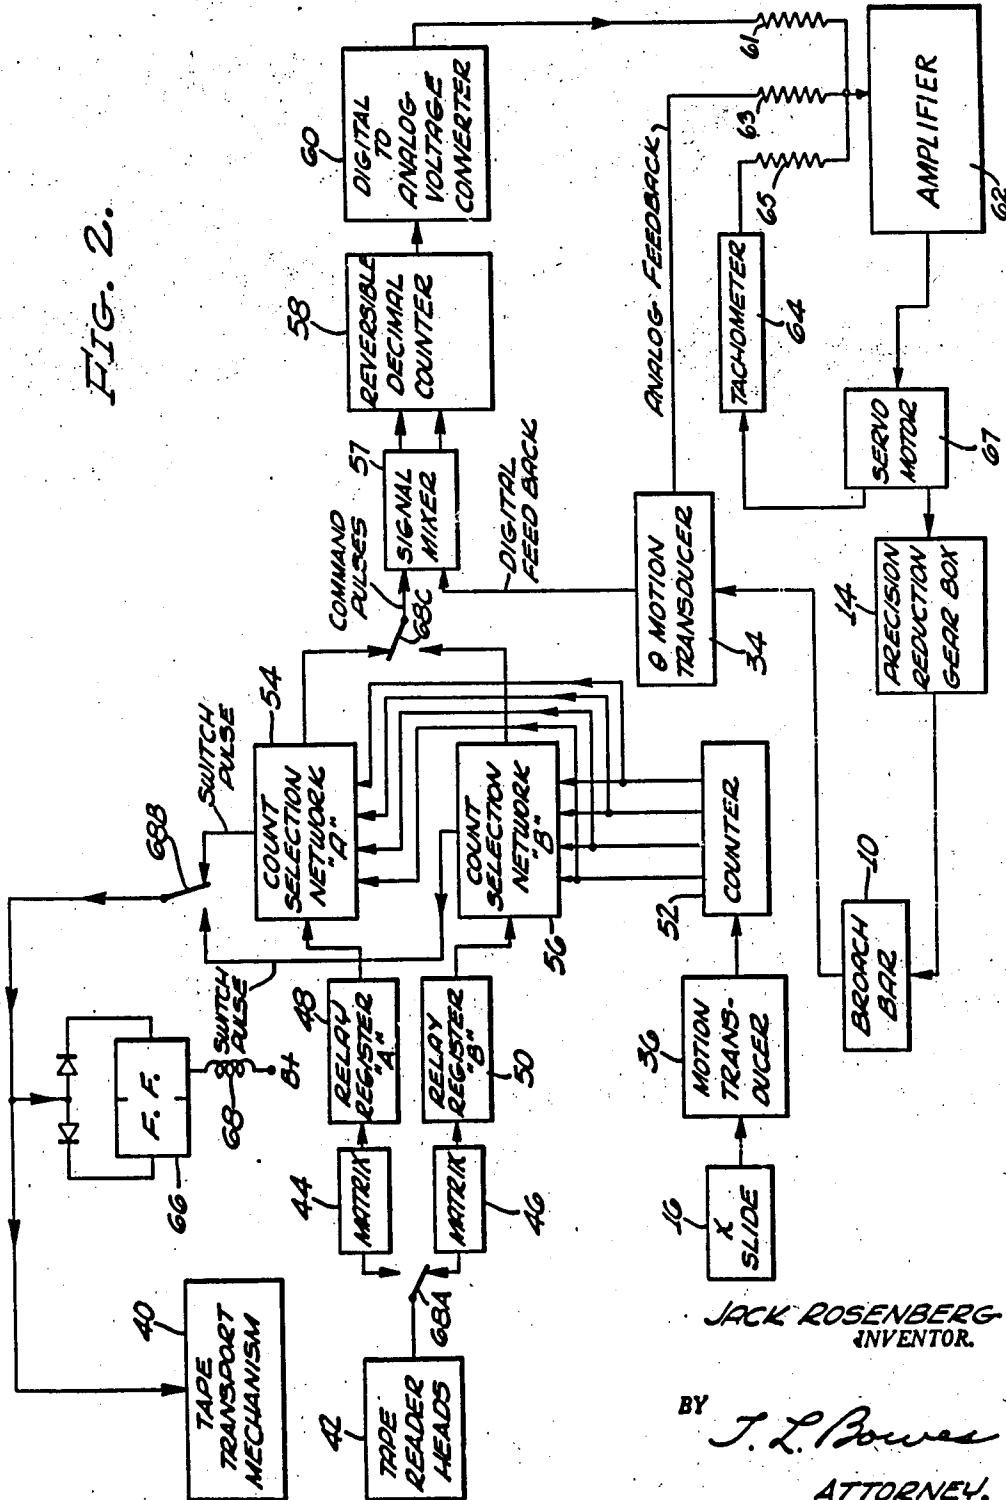 FIG. 2.
TAPE
TRANSPORT
MECHANISM
40
TAPE
READER
HEADS
42
68A
F. F.
66
68
B+
SWITCH
PULSE
68B
SWITCH
PULSE
MATRIX
44
MATRIX
46
RELAY
REGISTER
"A"
48
RELAY
REGISTER
"B"
50
COUNT
SELECTION
NETWORK
"A"
54
COUNT
SELECTION
NETWORK
"B"
56
X
SLIDE
16
MOTION
TRANS-
DUCER
36
COUNTER
52
COMMAND
PULSES
68C
SIGNAL
MIXER
57
DIGITAL
FEED BACK
REVERSIBLE
DECIMAL
COUNTER
58
DIGITAL
TO
ANALOG
VOLTAGE
CONVERTER
60
θ MOTION
TRANSDUCER
34
ANALOG FEEDBACK
61
63
65
TACHOMETER
64
AMPLIFIER
62
SERVO
MOTOR
67
PRECISION
REDUCTION
GEAR BOX
14
BROACH
BAR
10
JACK ROSENBERG
INVENTOR.
BY
J. L. Bowes
ATTORNEY.